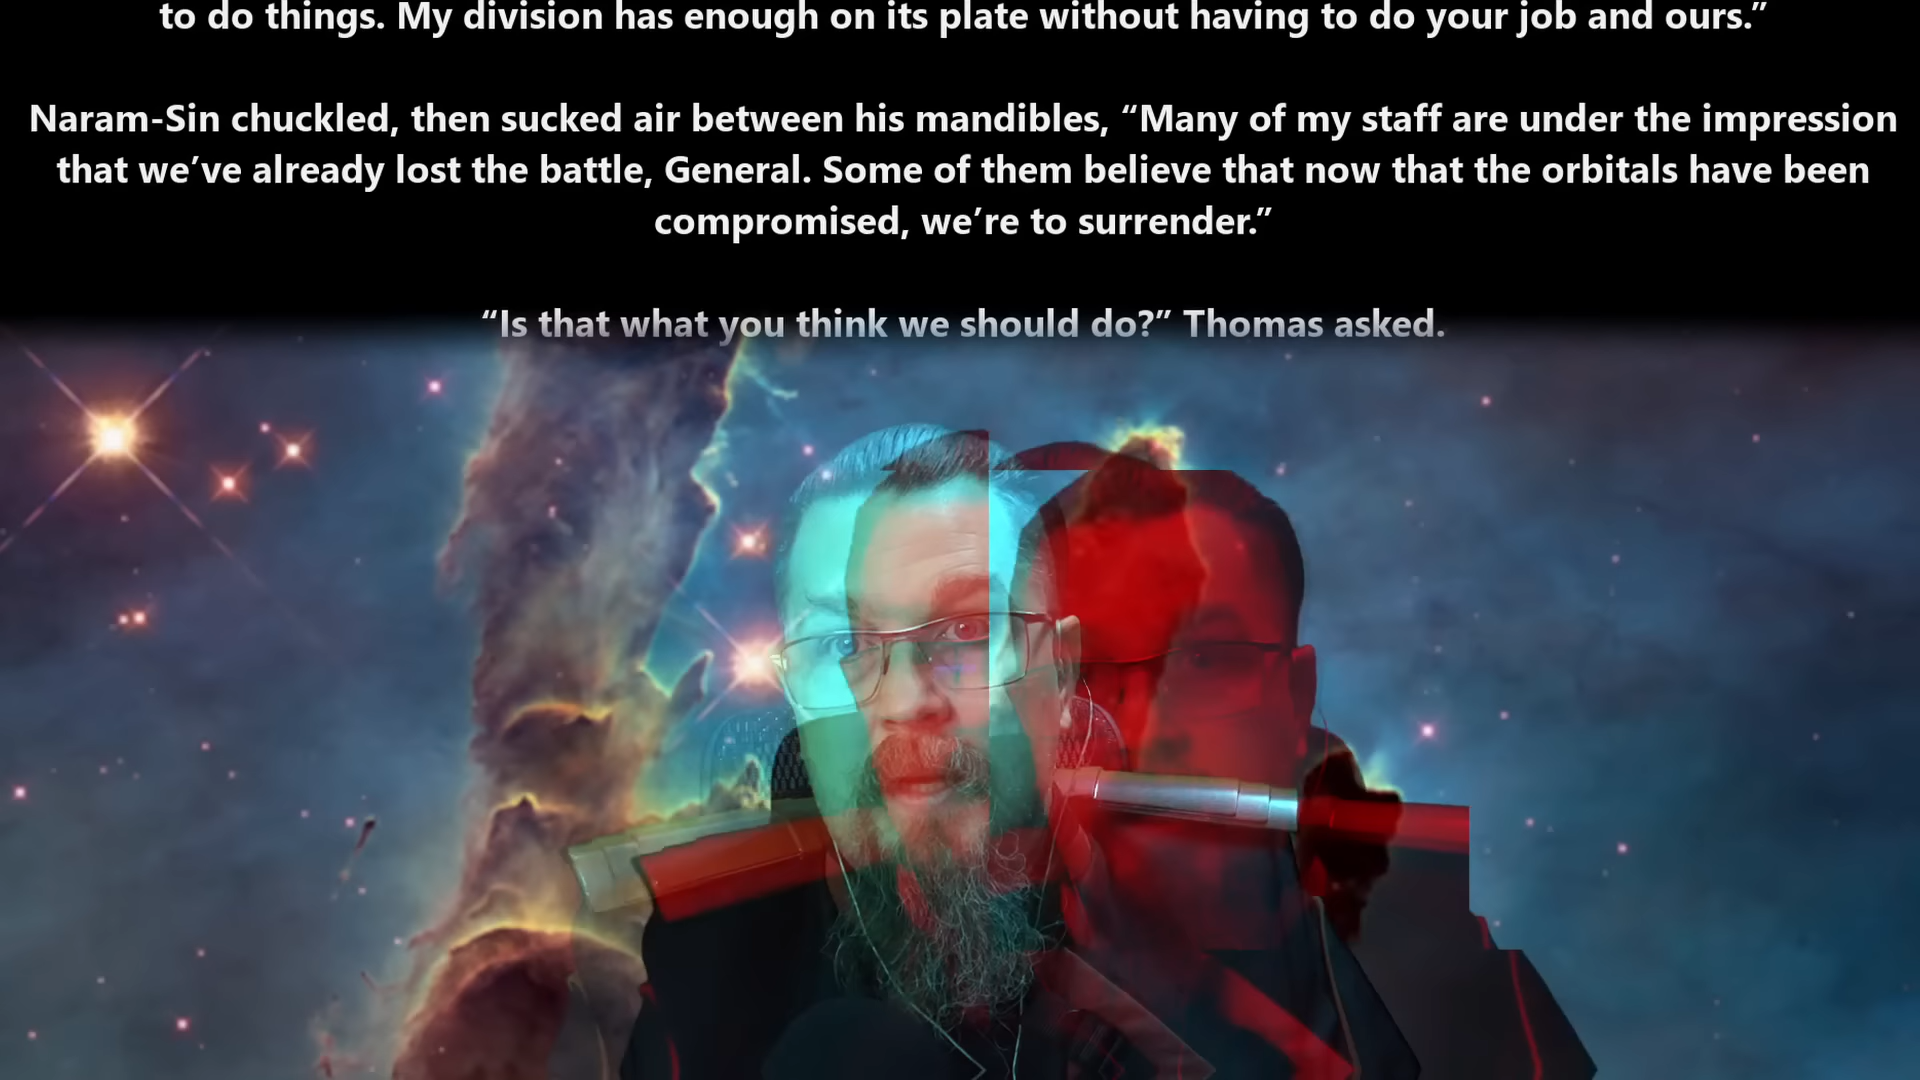 to do things. My division has enough on its plate without having to do your job and ours.”
Naram-Sin chuckled, then sucked air between his mandibles, “Many of my staff are under the impression
that we’ve already lost the battle, General. Some of them believe that now that the orbitals have been
compromised, we’re to surrender.”
“Is that what you think we should do?” Thomas asked.